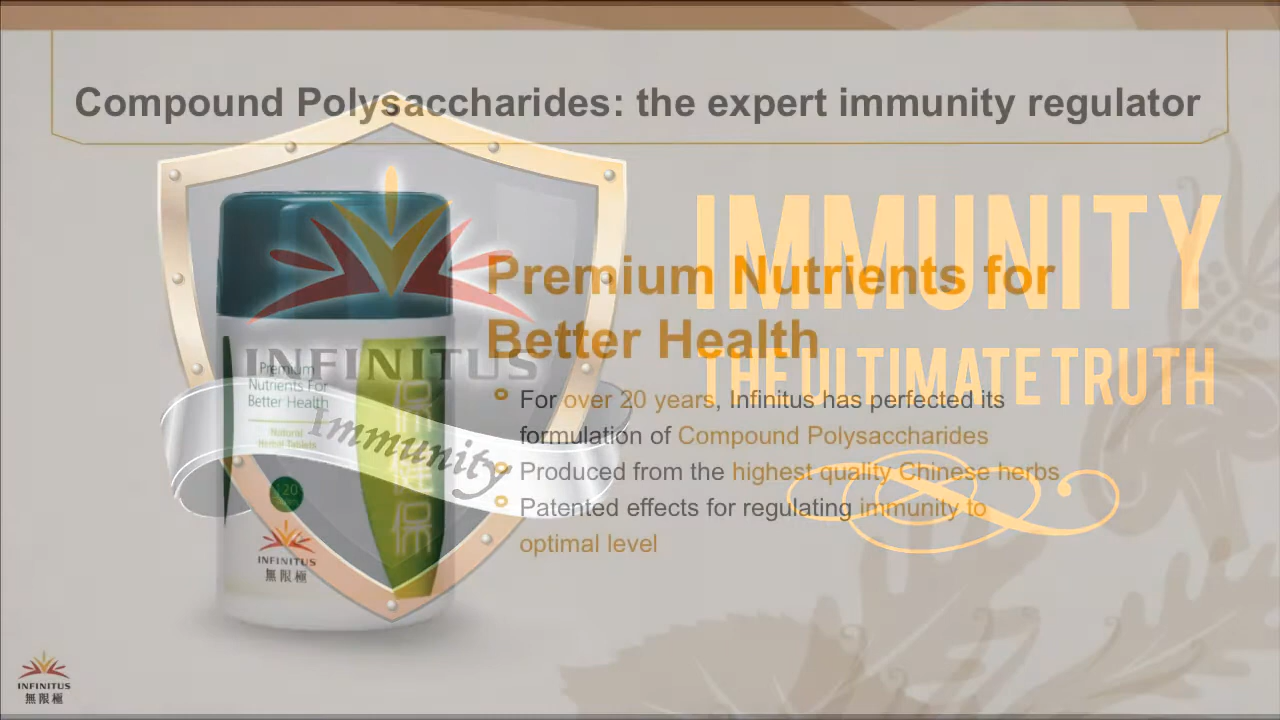 Compound Polysaccharides: the expert immunity regulator
IMMUNITY
THE ULTIMATE TRUTH
Premium Nutrients for
Better Health
For over 20 years, Infinitus has perfected its
formulation of Compound Polysaccharides
Produced from the highest quality Chinese herbs
Patented effects for regulating immunity to
optimal level
INFINITUS
Immunity
Premium
Nutrients For
Better Health
Natural
Herbal Tablets
20
INFINITUS
無限極
INFINITUS
無限極